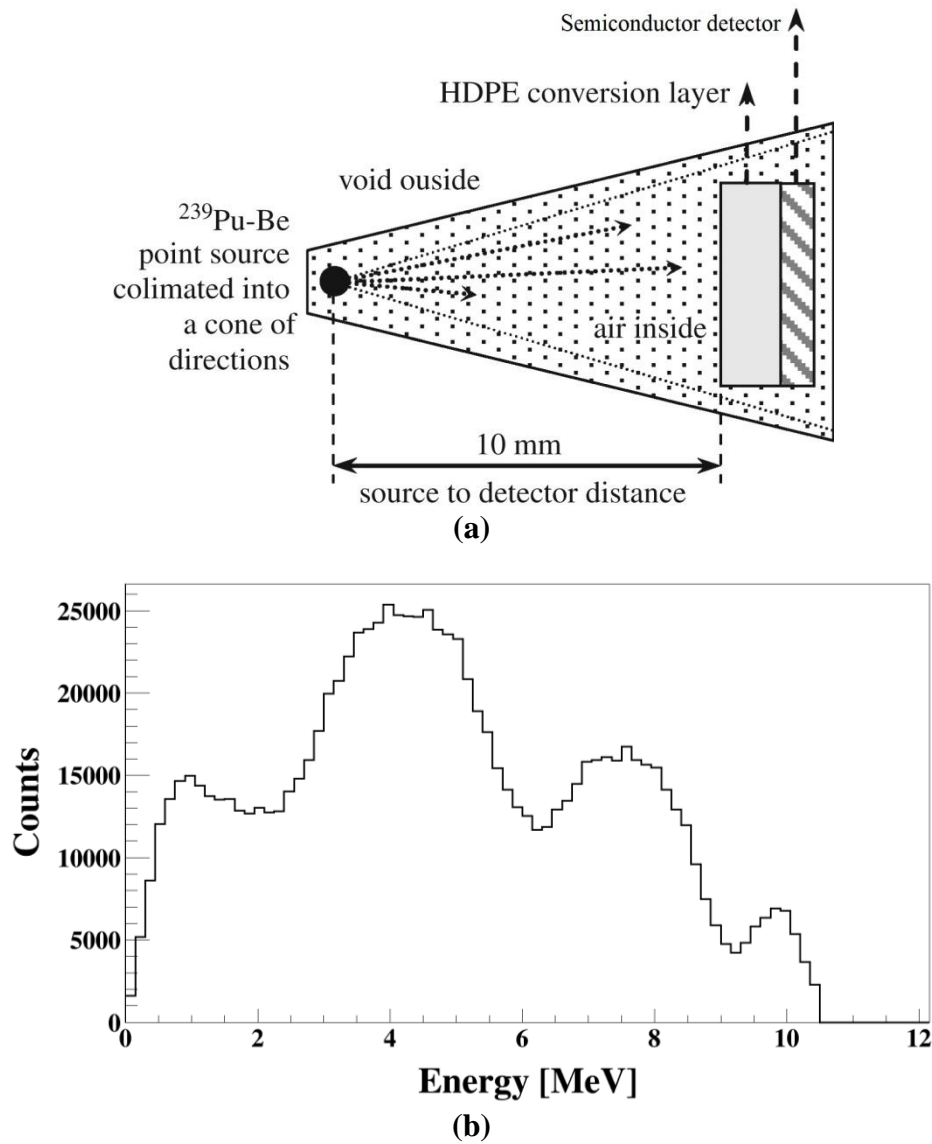 Semiconductor detector
HDPE conversion layer
void ouside
239Pu-Be
point source
colimated into
a cone of
directions
air inside
10 mm
source to detector distance
(a)
25000
20000
15000
10000
5000
0
Counts
0 2 4 6 8 10 12
Energy [MeV]
(b)